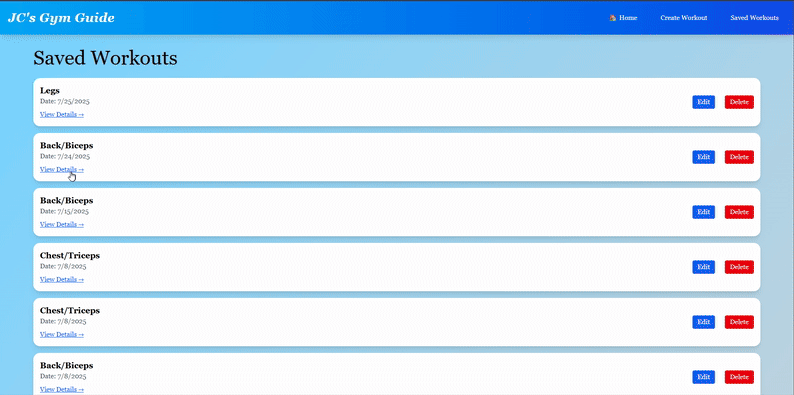 JC's Gym Guide
Home Create Workout Saved Workouts
Saved Workouts
Legs
Date: 7/25/2025
View Details →
Edit Delete
Back/Biceps
Date: 7/24/2025
View Details →
Edit Delete
Back/Biceps
Date: 7/15/2025
View Details →
Edit Delete
Chest/Triceps
Date: 7/8/2025
View Details →
Edit Delete
Chest/Triceps
Date: 7/8/2025
View Details →
Edit Delete
Back/Biceps
Date: 7/8/2025
View Details →
Edit Delete